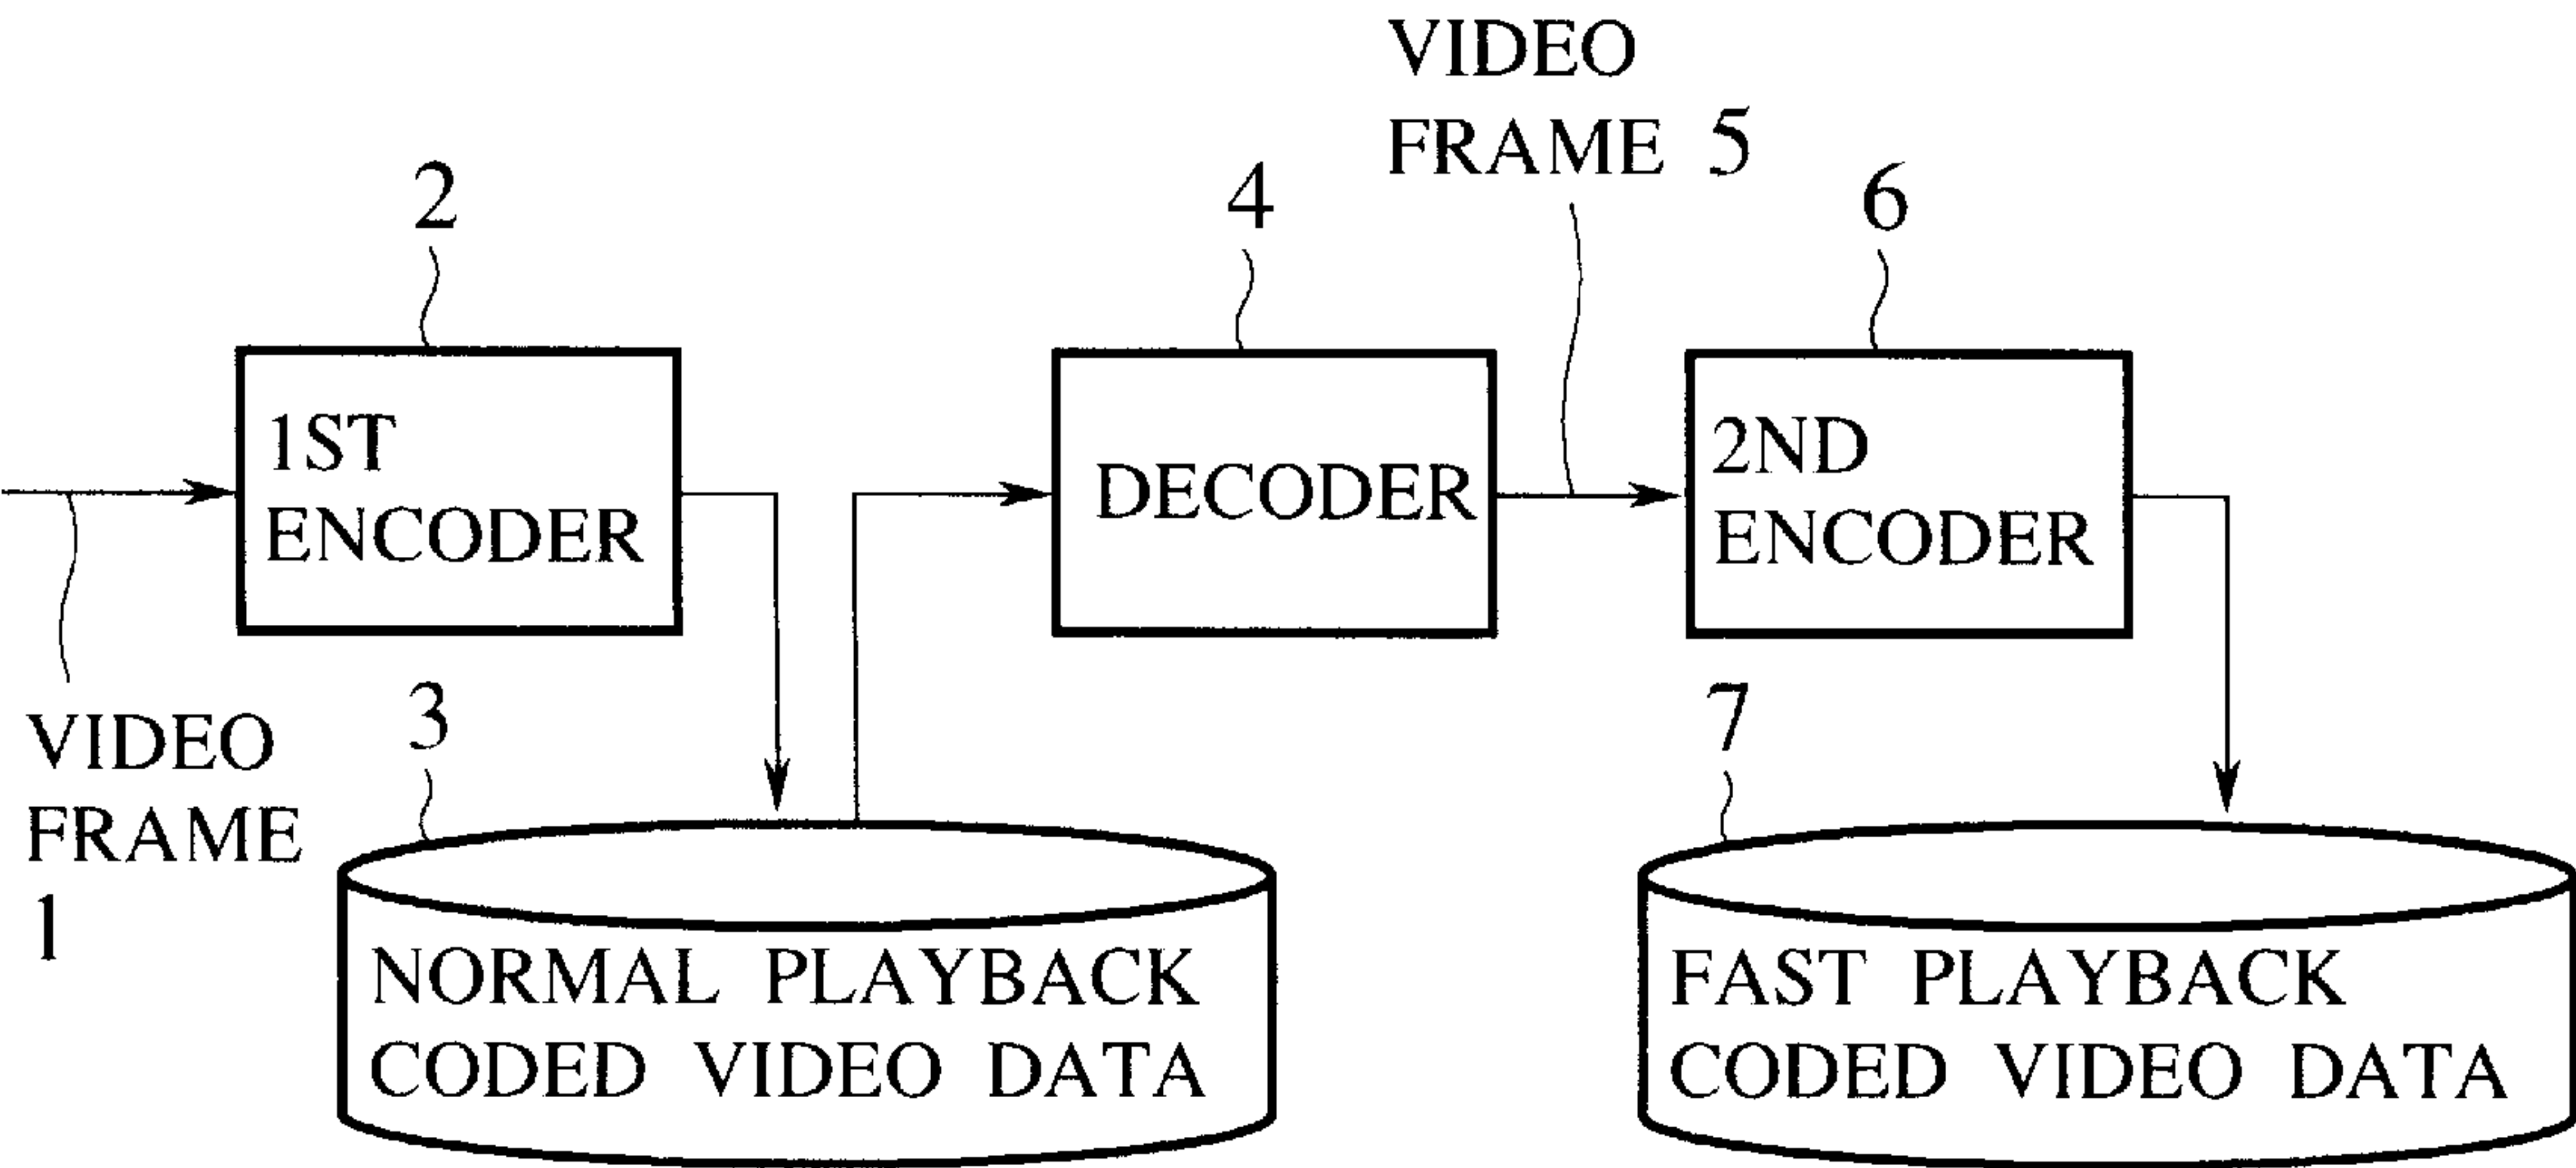 VIDEO
FRAME 5
2
4
6
1ST
ENCODER
DECODER
2ND
ENCODER
VIDEO
FRAME
1
3
7
NORMAL PLAYBACK
CODED VIDEO DATA
FAST PLAYBACK
CODED VIDEO DATA